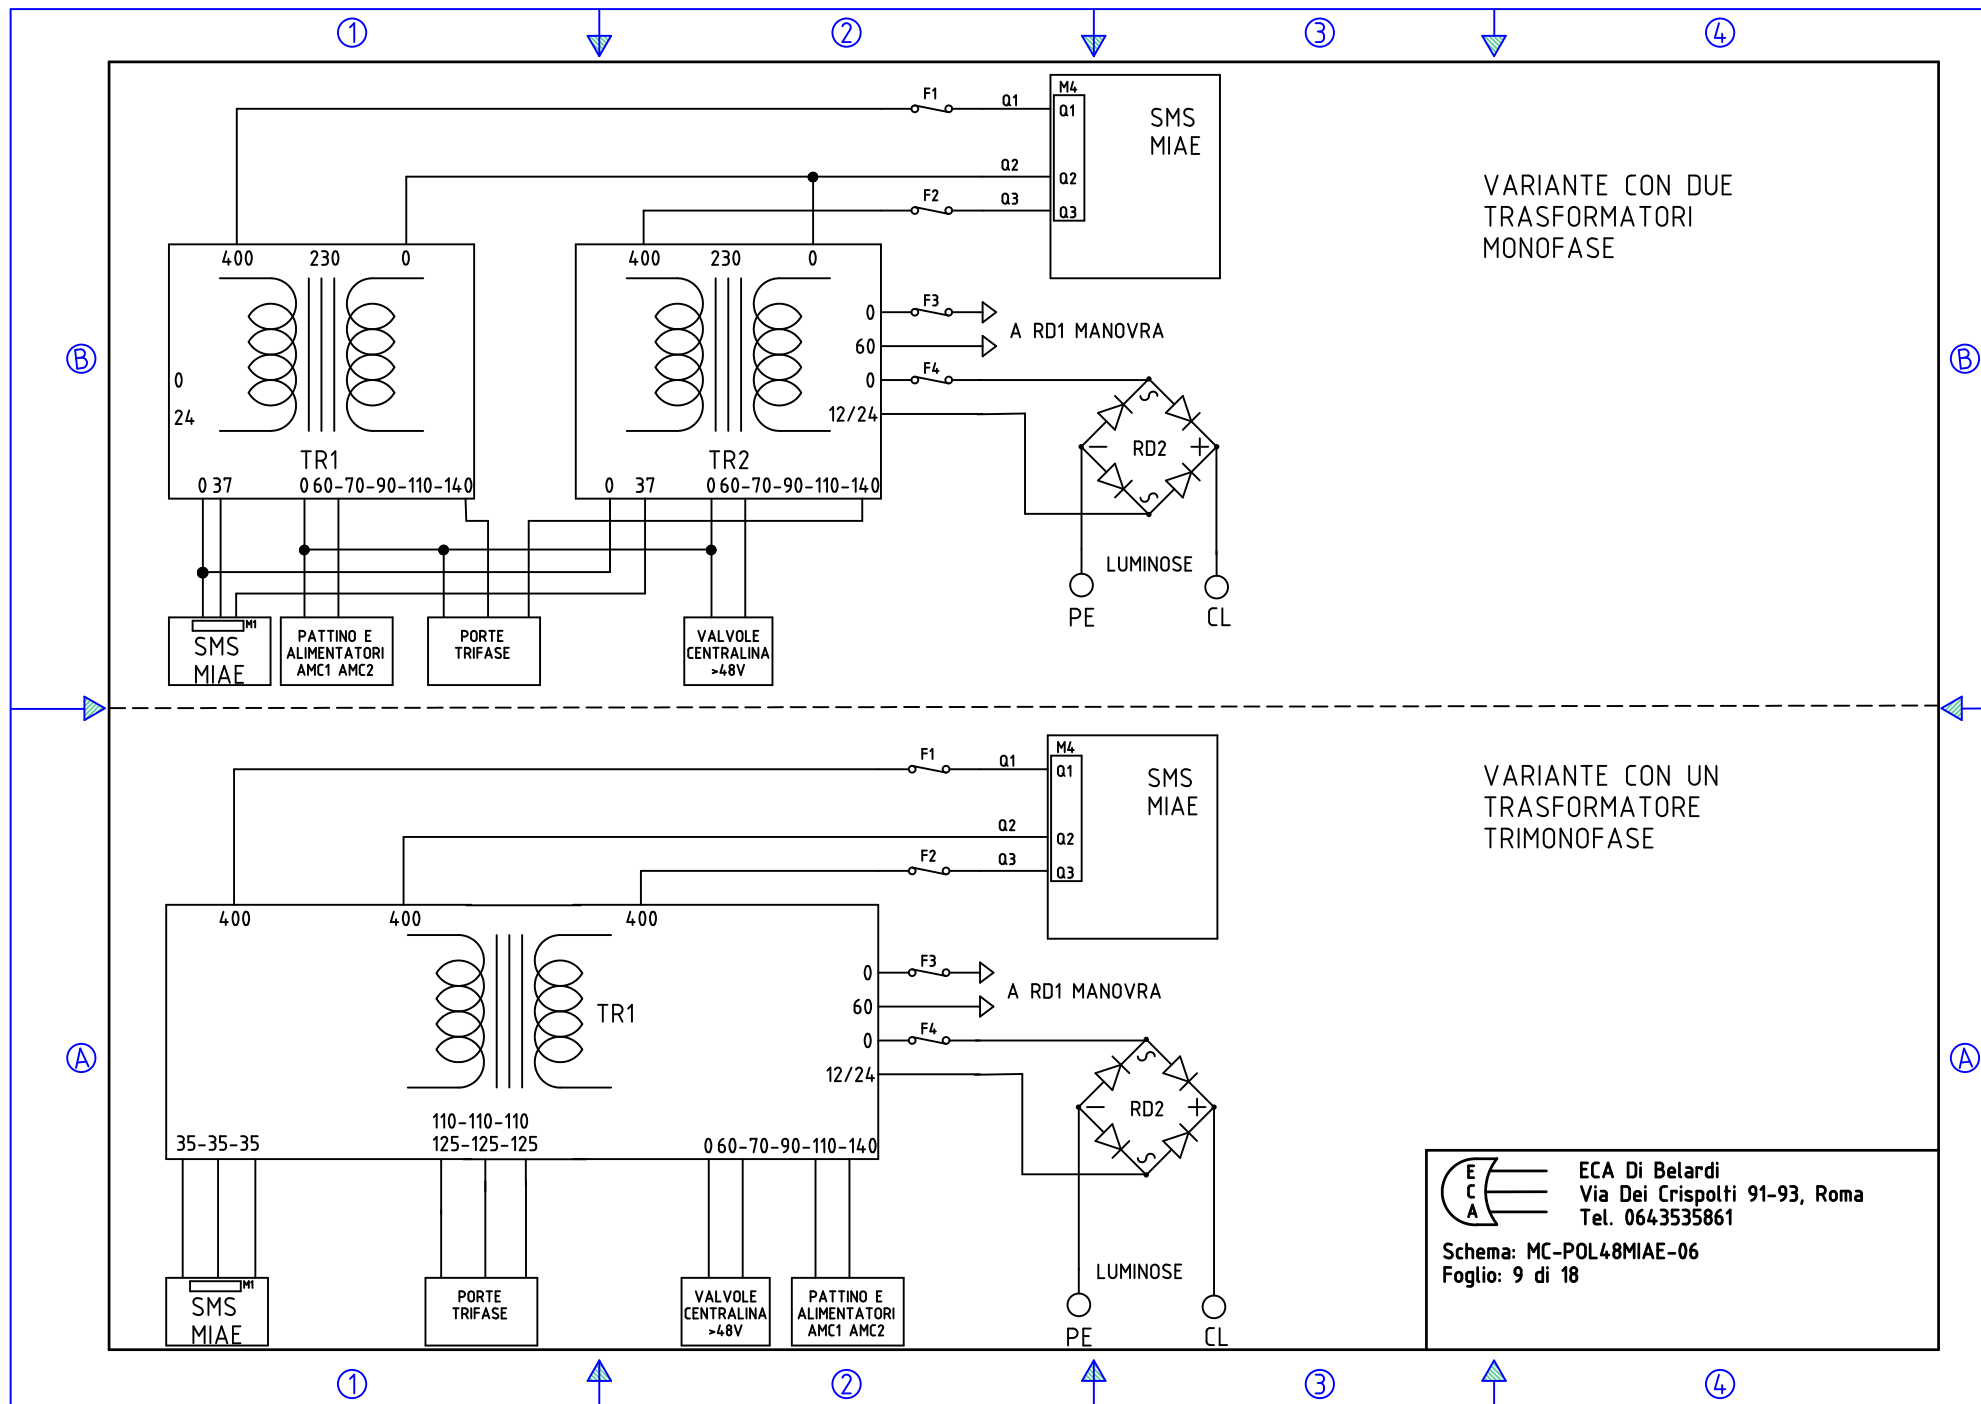 1 2 3 4
F1 Q1 M4
Q1 SMS
MIAE
Q2 Q2
F2 Q3 Q3
VARIANTE CON DUE
TRASFORMATORI
MONOFASE
400 230 0
400 230 0
0 F3
A RD1 MANOVRA
60
B B
0 F4
0
24
12/24
RD2
TR1
TR2
0 37 0 60-70-90-110-140
0 37 0 60-70-90-110-140
LUMINOSE
PE CL
M1
SMS
MIAE
PATTINO E
ALIMENTATORI
AMC1 AMC2
PORTE
TRIFASE
VALVOLE
CENTRALINA
>48V
F1 Q1 M4
Q1 SMS
MIAE
Q2 Q2
F2 Q3 Q3
VARIANTE CON UN
TRASFORMATORE
TRIMONOFASE
400 400 400
0 F3
A RD1 MANOVRA
60
TR1
0 F4
A A
12/24
RD2
110-110-110
35-35-35 125-125-125 0 60-70-90-110-140
LUMINOSE
PE CL
M1
SMS
MIAE
PORTE
TRIFASE
VALVOLE
CENTRALINA
>48V
PATTINO E
ALIMENTATORI
AMC1 AMC2
E
C
A
ECA Di Belardi
Via Dei Crispolti 91-93, Roma
Tel. 0643535861
Schema: MC-POL48MIAE-06
Foglio: 9 di 18
1 2 3 4